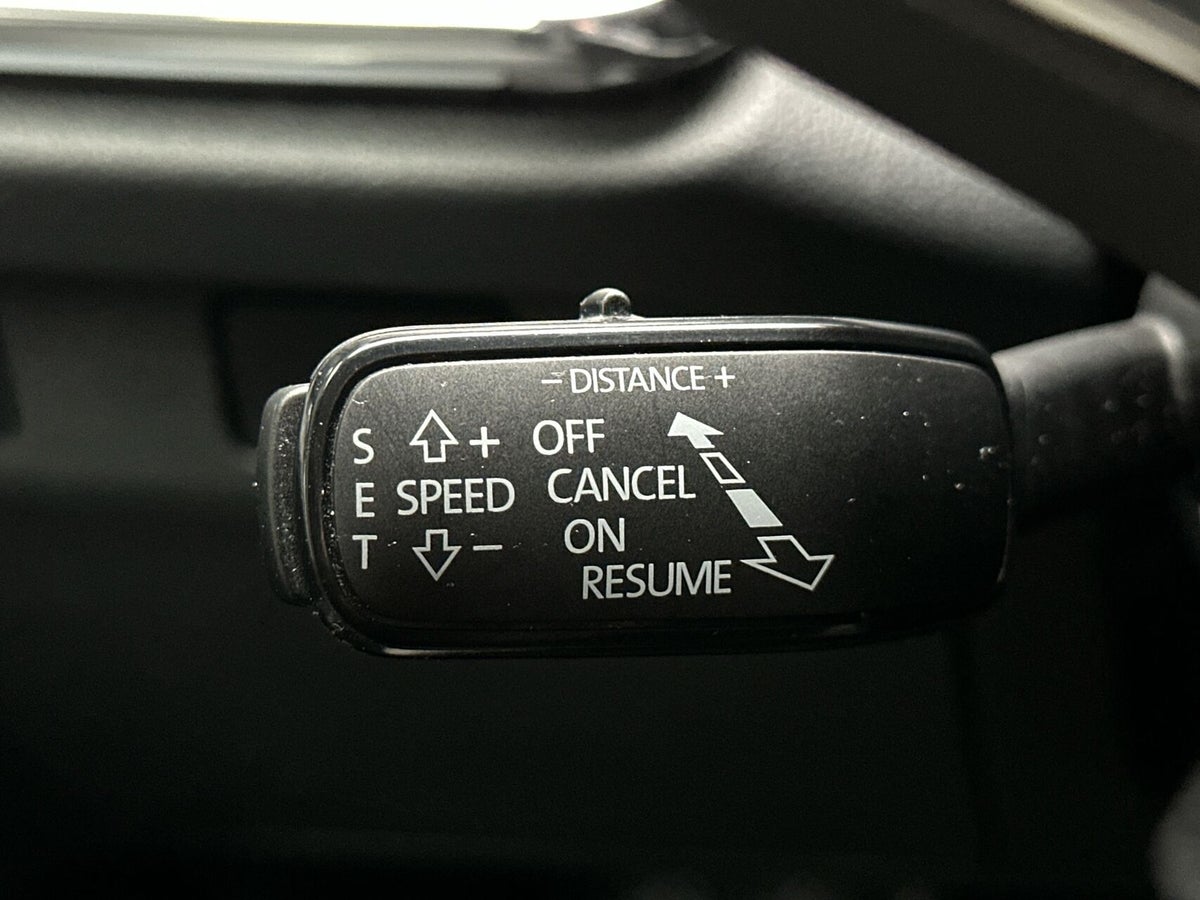 – DISTANCE +
S
E
T
+
SPEED
–
OFF
CANCEL
ON
RESUME